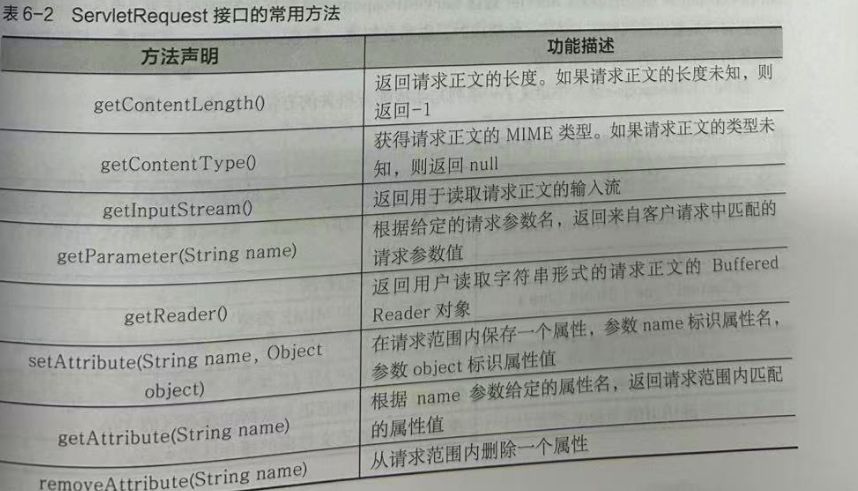 表6-2 ServletRequest 接口的常用方法
方法声明
功能描述
getContentLength()
返回请求正文的长度。如果请求正文的长度未知，则
返回-1
getContentType()
获得请求正文的 MIME 类型。如果请求正文的类型未
知，则返回 null
getInputStream()
返回用于读取请求正文的输入流
getParameter(String name)
根据给定的请求参数名，返回来自客户请求中匹配的
请求参数值
getReader()
返回用户读取字符串形式的请求正文的 Buffered
Reader 对象
setAttribute(String name, Object
object)
在请求范围内保存一个属性，参数 name 标识属性名，
参数 object 标识属性值
getAttribute(String name)
根据 name 参数给定的属性名，返回请求范围内匹配
的属性值
removeAttribute(String name)
从请求范围内删除一个属性